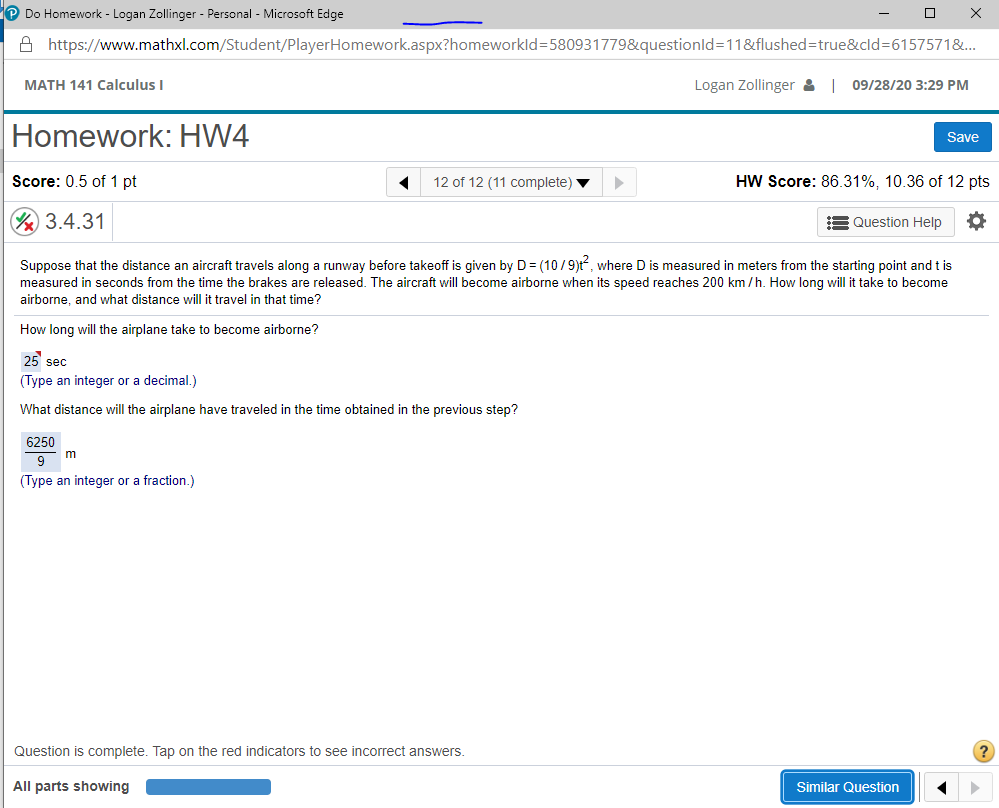 Do Homework - Logan Zollinger - Personal - Microsoft Edge
https://www.mathxl.com/Student/PlayerHomework.aspx?homeworkId=580931779&questionId=11&flushed=true&cId=6157571&...
MATH 141 Calculus I
Logan Zollinger | 09/28/20 3:29 PM
Homework: HW4
Save
Score: 0.5 of 1 pt
12 of 12 (11 complete)
HW Score: 86.31%, 10.36 of 12 pts
3.4.31
Question Help
Suppose that the distance an aircraft travels along a runway before takeoff is given by D = (10 / 9)t², where D is measured in meters from the starting point and t is
measured in seconds from the time the brakes are released. The aircraft will become airborne when its speed reaches 200 km / h. How long will it take to become
airborne, and what distance will it travel in that time?
How long will the airplane take to become airborne?
25 sec
(Type an integer or a decimal.)
What distance will the airplane have traveled in the time obtained in the previous step?
6250
9
m
(Type an integer or a fraction.)
Question is complete. Tap on the red indicators to see incorrect answers.
?
All parts showing
Similar Question